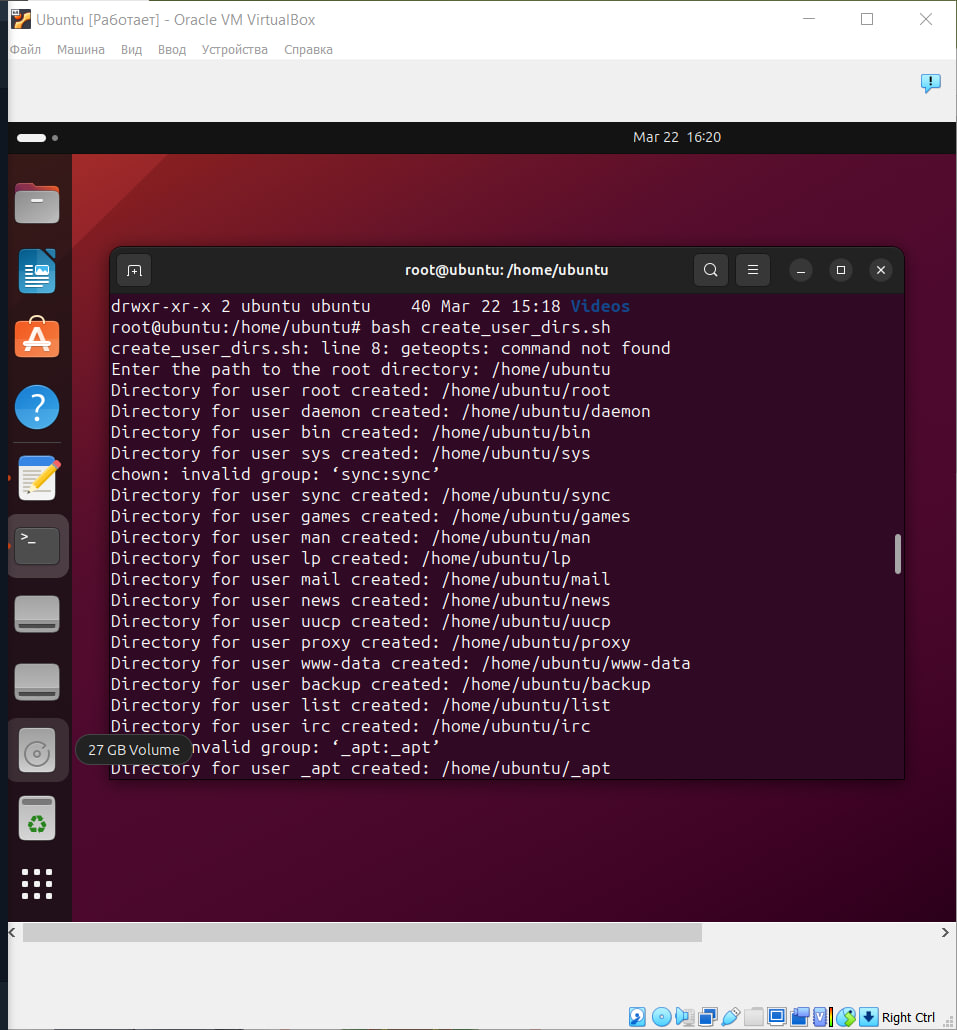 Ubuntu [Работает] - Oracle VM VirtualBox
Файл Машина Вид Ввод Устройства Справка
Mar 22 16:20
root@ubuntu: /home/ubuntu
drwxr-xr-x 2 ubuntu ubuntu    40 Mar 22 15:18 Videos
root@ubuntu:/home/ubuntu# bash create_user_dirs.sh
create_user_dirs.sh: line 8: geteopts: command not found
Enter the path to the root directory: /home/ubuntu
Directory for user root created: /home/ubuntu/root
Directory for user daemon created: /home/ubuntu/daemon
Directory for user bin created: /home/ubuntu/bin
Directory for user sys created: /home/ubuntu/sys
chown: invalid group: ‘sync:sync’
Directory for user sync created: /home/ubuntu/sync
Directory for user games created: /home/ubuntu/games
Directory for user man created: /home/ubuntu/man
Directory for user lp created: /home/ubuntu/lp
Directory for user mail created: /home/ubuntu/mail
Directory for user news created: /home/ubuntu/news
Directory for user uucp created: /home/ubuntu/uucp
Directory for user proxy created: /home/ubuntu/proxy
Directory for user www-data created: /home/ubuntu/www-data
Directory for user backup created: /home/ubuntu/backup
Directory for user list created: /home/ubuntu/list
Directory for user irc created: /home/ubuntu/irc
27 GB Volume
nvalid group: ‘_apt:_apt’
Directory for user _apt created: /home/ubuntu/_apt
Right Ctrl